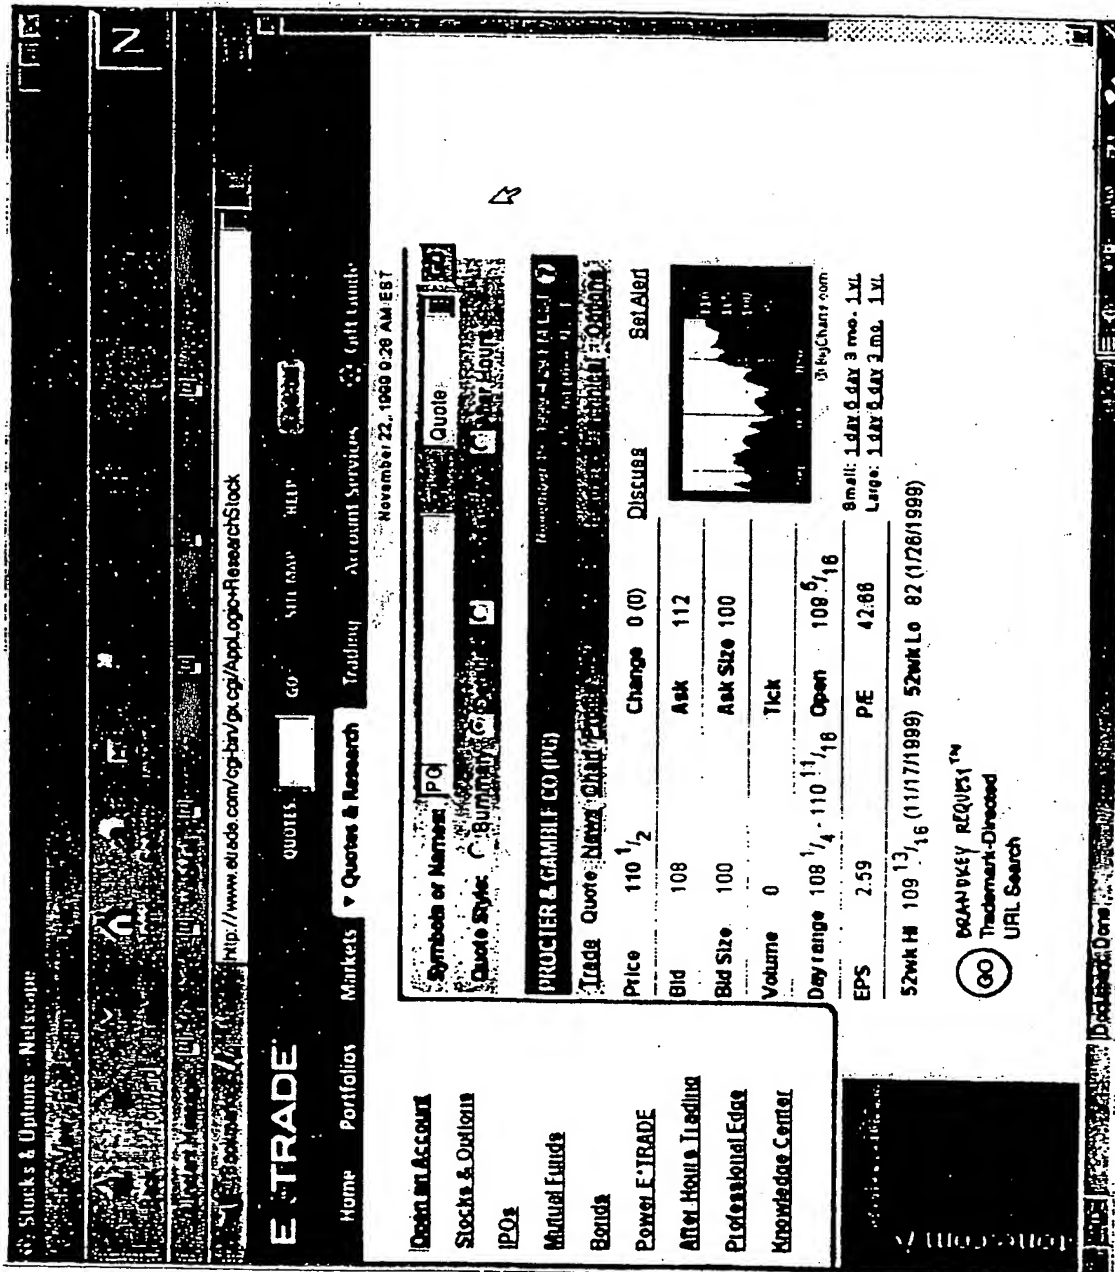 Stocks & Options - Netscape
N
http://www.etrade.com/cgi-bin/gx.cgi/AppLogic+ResearchStock
E TRADE
QUOTES GO SITE MAP HELP
Home Portfolios Markets ▼ Quotes & Research Trading Account Services Gift Guide
November 22, 1999 0:28 AM EST
Open an Account
Stocks & Options
IPOs
Mutual Funds
Bonds
Power E*TRADE
After Hours Trading
Professional Edge
Knowledge Center
Symbols or Names: PG Quote
Quote Style: Summary
PROCTER & GAMBLE CO (PG)
Trade Quote News Chart Options
Price 110 1/2 Change 0 (0) Discuss Set Alert
Bid 108 Ask 112
Bid Size 100 Ask Size 100
Volume 0 Tick
Day range 108 1/4 - 110 11/16 Open 109 5/16
EPS 2.59 P/E 42.66
BigCharts.com
Small: 1 day 5 day 3 mo. 1 yr.
Large: 1 day 5 day 3 mo. 1 yr.
52wk Hi 109 13/16 (11/17/1999) 52wk Lo 82 (1/26/1999)
GO BRANDKEY REQUEST™
Trademark-Directed
URL Search
Document Done